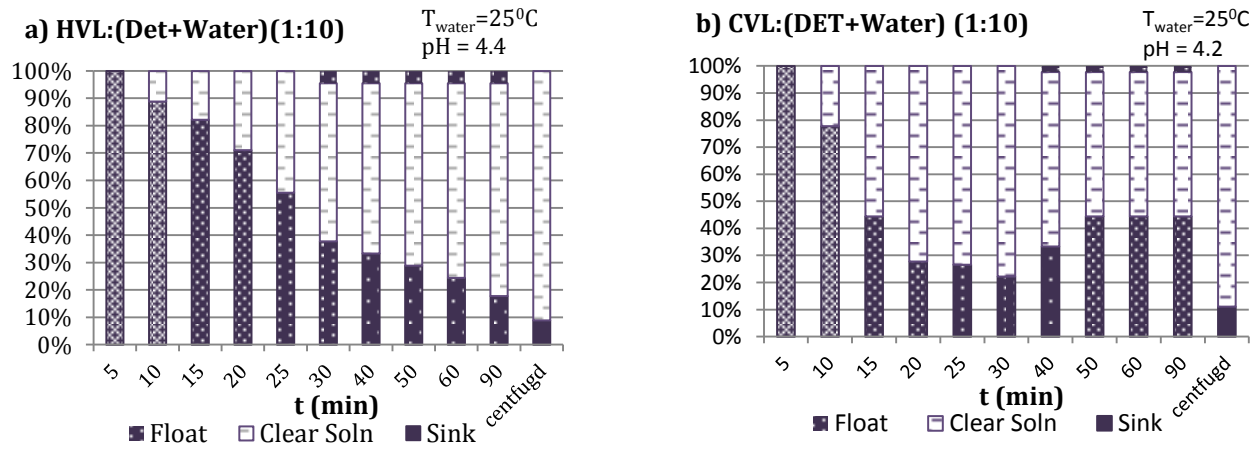 a) HVL:(Det+Water)(1:10)
Twater=25⁰C
pH = 4.4
100%
90%
80%
70%
60%
50%
40%
30%
20%
10%
0%
5 10 15 20 25 30 40 50 60 90 centfugd
t (min)
Float Clear Soln Sink
b) CVL:(DET+Water) (1:10)
Twater=25⁰C
pH = 4.2
100%
90%
80%
70%
60%
50%
40%
30%
20%
10%
0%
5 10 15 20 25 30 40 50 60 90 centfugd
t (min)
Float Clear Soln Sink